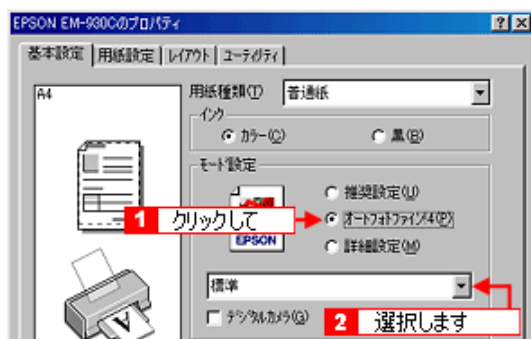 EPSON EM-930Cのプロパティ
基本設定 用紙設定 レイアウト ユーティリティ
A4
用紙種類(T) 普通紙
インク
カラー(C) 黒(B)
モード設定
推奨設定(U)
1 クリックして オートフォトファイン!4(P)
EPSON
詳細設定(M)
標準
デジタルカメラ(G)
2 選択します
A